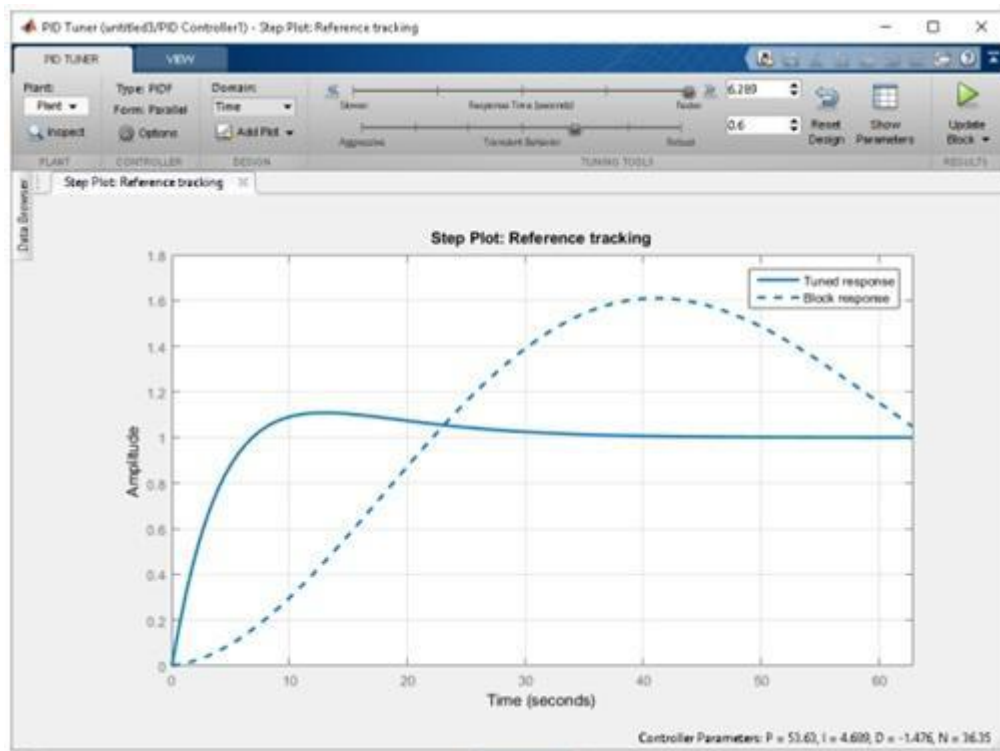 PID Tuner (untitled3/PID Controller1) - Step Plot: Reference tracking
PID TUNER VIEW
Plant: Type: PIDF Domain: 6.289
Plant Form: Parallel Time Slower Response Time (seconds) Faster
Inspect Options Add Plot 0.6 Reset Design Show Parameters Update Block
Aggressive Transient Behavior Robust
PLANT CONTROLLER DESIGN TUNING TOOLS RESULTS
Data Browser
Step Plot: Reference tracking
Step Plot: Reference tracking
Tuned response
Block response
1.8
1.6
1.4
1.2
1
0.8
0.6
0.4
0.2
0
Amplitude
0 10 20 30 40 50 60
Time (seconds)
Controller Parameters: P = 53.63, I = 4.689, D = -1.476, N = 36.35